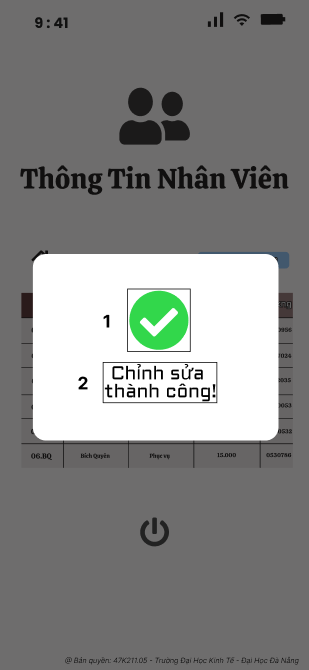 9:41
Thông Tin Nhân Viên
1
2
Chỉnh sửa
thành công!
06.BQ Bích Quyên Phục vụ 15.000 0530780
@ Bản quyền: 47K211.05 - Trường Đại Học Kinh Tế - Đại Học Đà Nẵng